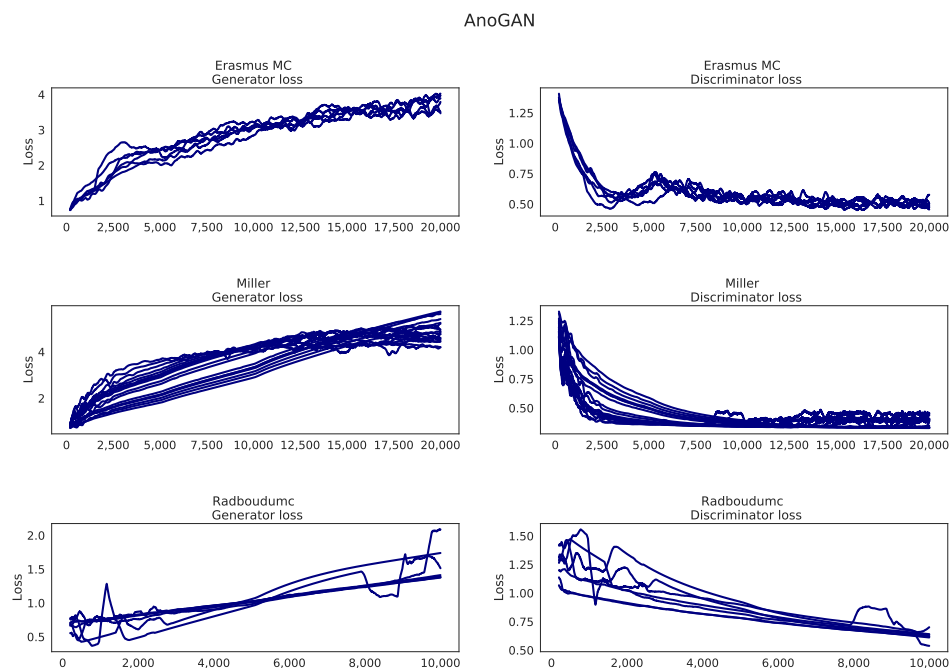 AnoGAN
Erasmus MC
Generator loss
Loss
4
3
2
1
0 2,500 5,000 7,500 10,000 12,500 15,000 17,500 20,000
Erasmus MC
Discriminator loss
Loss
1.25
1.00
0.75
0.50
0 2,500 5,000 7,500 10,000 12,500 15,000 17,500 20,000
Miller
Generator loss
Loss
4
2
0 2,500 5,000 7,500 10,000 12,500 15,000 17,500 20,000
Miller
Discriminator loss
Loss
1.25
1.00
0.75
0.50
0 2,500 5,000 7,500 10,000 12,500 15,000 17,500 20,000
Radboudumc
Generator loss
Loss
2.0
1.5
1.0
0.5
0 2,000 4,000 6,000 8,000 10,000
Radboudumc
Discriminator loss
Loss
1.50
1.25
1.00
0.75
0.50
0 2,000 4,000 6,000 8,000 10,000